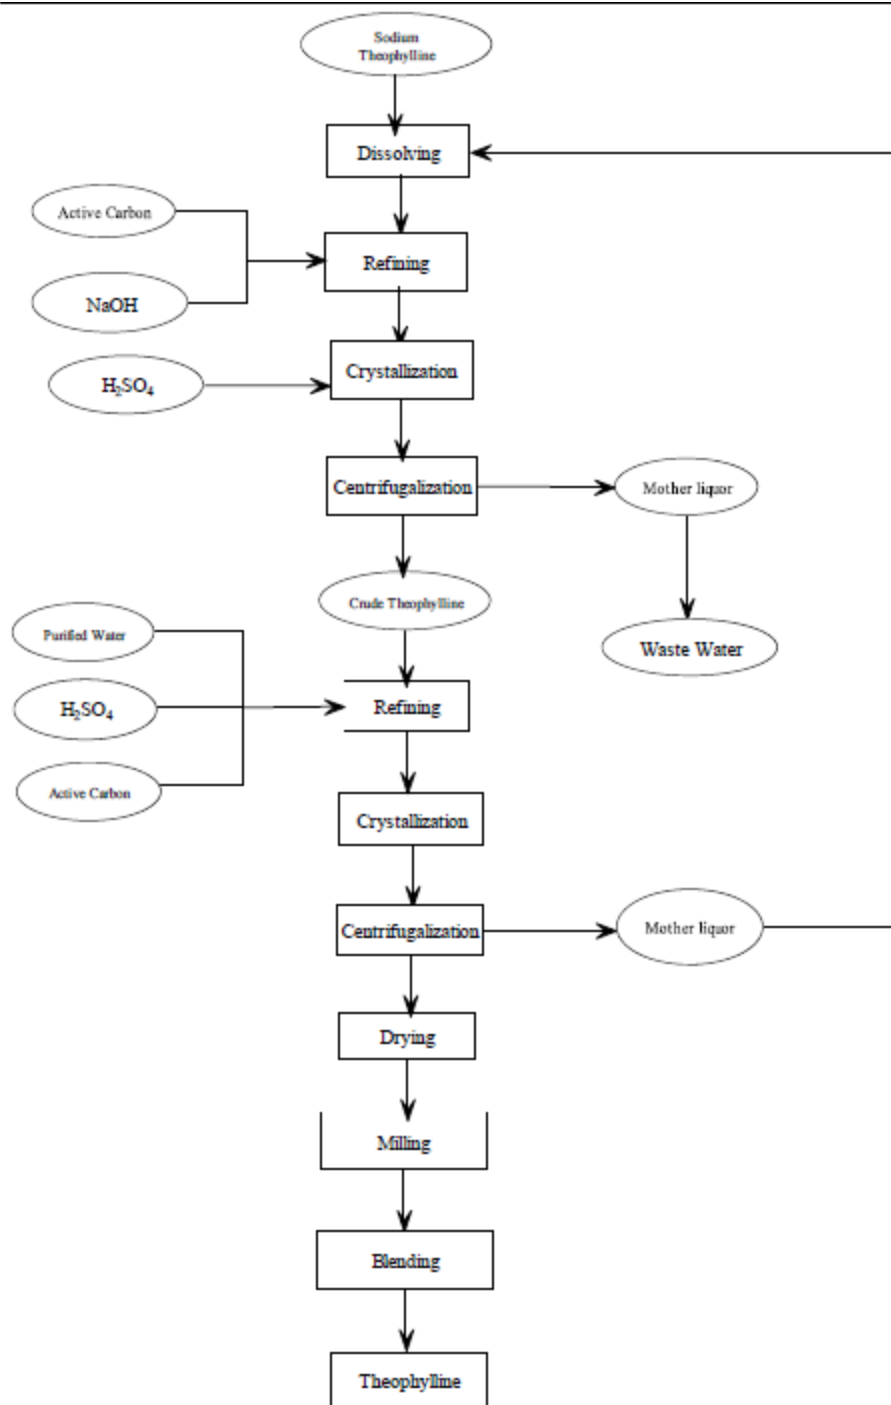 Sodium
Theophylline
Dissolving
Active Carbon
Refining
NaOH
Crystallization
H₂SO₄
Centrifugalization
Mother liquor
Crude Theophylline
Purified Water
Waste Water
Refining
H₂SO₄
Active Carbon
Crystallization
Centrifugalization
Mother liquor
Drying
Milling
Blending
Theophylline